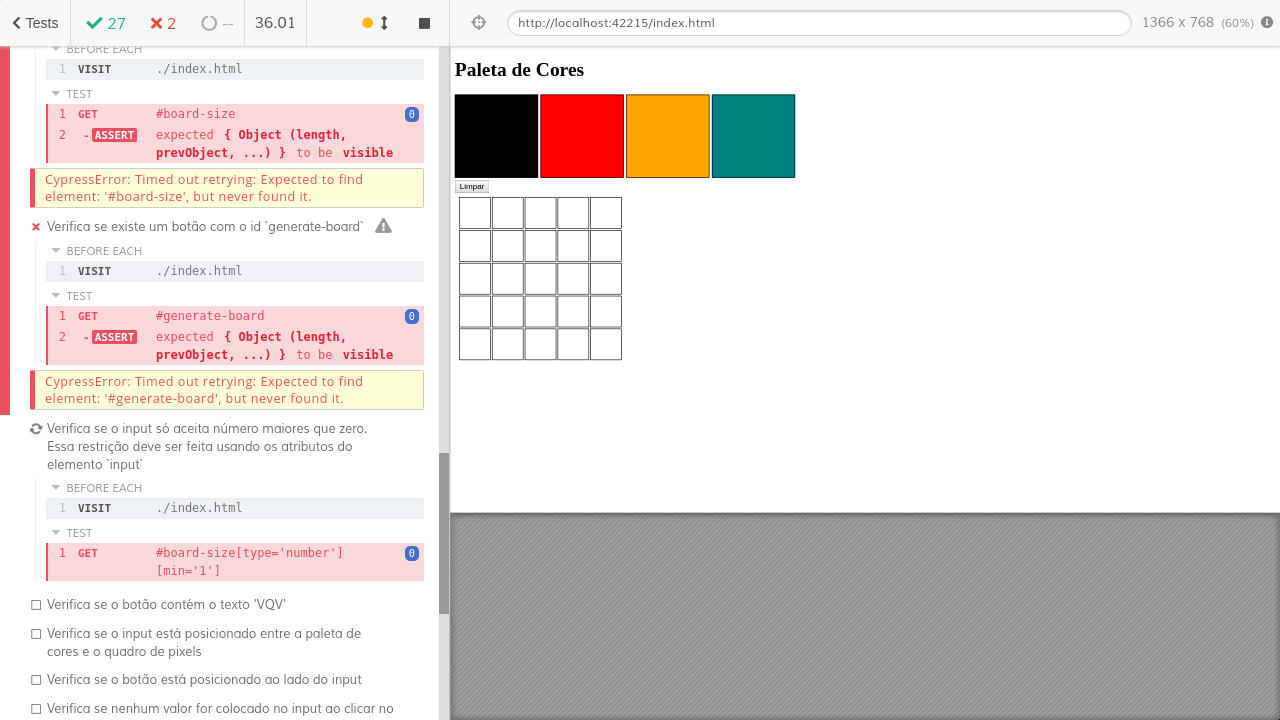 Tests 27 2 -- 36.01 http://localhost:42215/index.html 1366 x 768 (60%)
BEFORE EACH
1 VISIT ./index.html
TEST
1 GET #board-size 0
2 -ASSERT expected { Object (length,
prevObject, ...) } to be visible
CypressError: Timed out retrying: Expected to find
element: '#board-size', but never found it.
Verifica se existe um botão com o id `generate-board`
BEFORE EACH
1 VISIT ./index.html
TEST
1 GET #generate-board 0
2 -ASSERT expected { Object (length,
prevObject, ...) } to be visible
CypressError: Timed out retrying: Expected to find
element: '#generate-board', but never found it.
Verifica se o input só aceita número maiores que zero.
Essa restrição deve ser feita usando os atributos do
elemento `input`
BEFORE EACH
1 VISIT ./index.html
TEST
1 GET #board-size[type='number'] 0
[min='1']
Verifica se o botão contém o texto 'VQV'
Verifica se o input está posicionado entre a paleta de
cores e o quadro de pixels
Verifica se o botão está posicionado ao lado do input
Verifica se nenhum valor for colocado no input ao clicar no
Paleta de Cores
Limpar